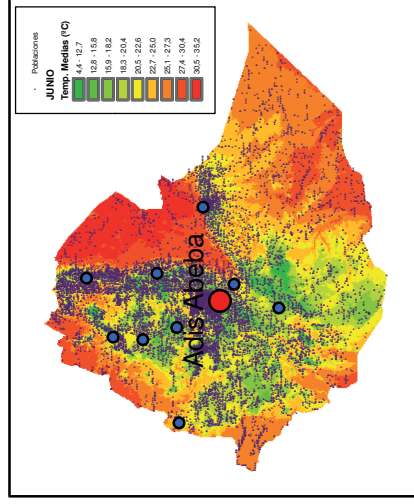 Poblaciones
JUNIO
Temp. Medias (ºC)
4,4 - 12,7
12,8 - 15,8
15,9 - 18,2
18,3 - 20,4
20,5 - 22,6
22,7 - 25,0
25,1 - 27,3
27,4 - 30,4
30,5 - 35,2
Adis Abeba